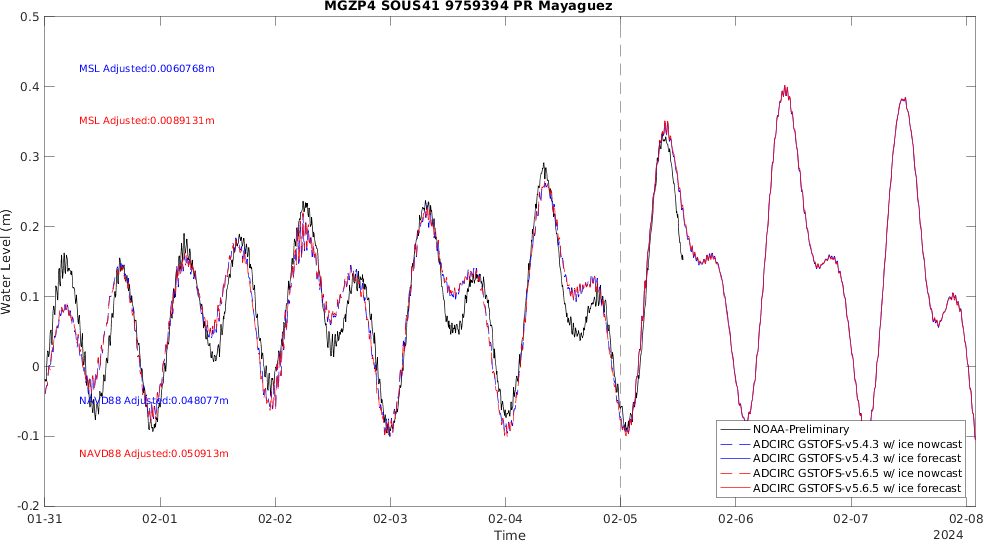 MGZP4 SOUS41 9759394 PR Mayaguez
0.5
0.4
0.3
0.2
0.1
0
-0.1
-0.2
Water Level (m)
MSL Adjusted:0.0060768m
MSL Adjusted:0.0089131m
NAVD88 Adjusted:0.048077m
NAVD88 Adjusted:0.050913m
NOAA-Preliminary
ADCIRC GSTOFS-v5.4.3 w/ ice nowcast
ADCIRC GSTOFS-v5.4.3 w/ ice forecast
ADCIRC GSTOFS-v5.6.5 w/ ice nowcast
ADCIRC GSTOFS-v5.6.5 w/ ice forecast
01-31 02-01 02-02 02-03 02-04 02-05 02-06 02-07 02-08
2024
Time